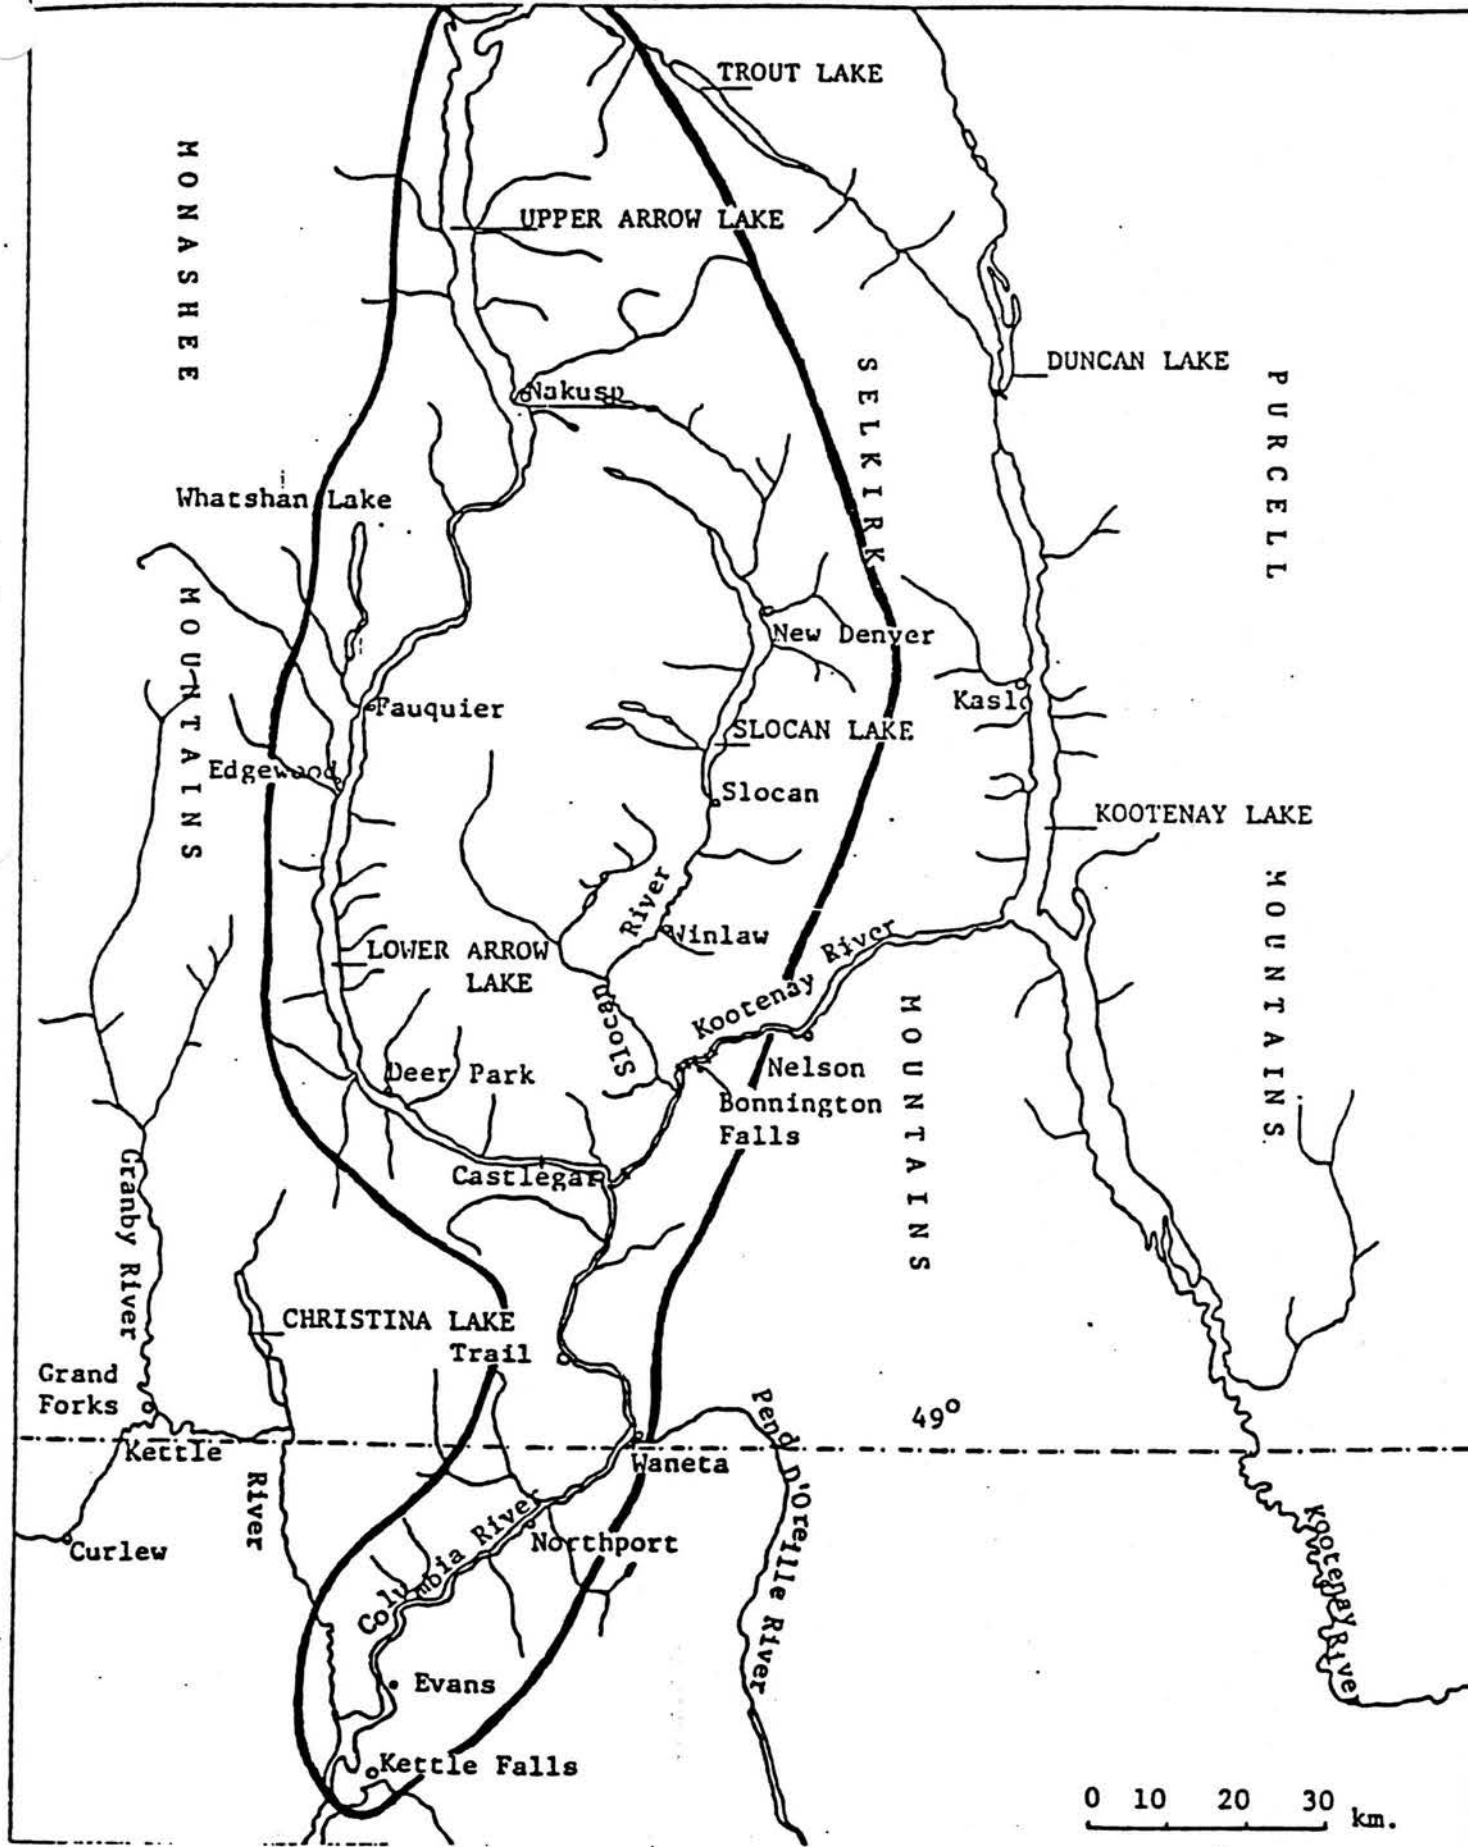 TROUT LAKE
MONASHEE
UPPER ARROW LAKE
DUNCAN LAKE
SELKIRK
PURCELL
Nakusp
Whatshan Lake
MOUNTAINS
New Denver
Kaslo
Fauquier
SLOCAN LAKE
Edgewood
Slocan
KOOTENAY LAKE
MOUNTAINS
River
Winlaw
Kootenay River
LOWER ARROW
LAKE
Slocan
MOUNTAINS
Deer Park
Nelson
Bonnington
Falls
Castlegar
Granby River
CHRISTINA LAKE
Trail
Grand
Forks
Pend D'Oreille River
49°
Kettle
River
Waneta
Columbia River
Northport
Curlew
Kootenay River
Evans
Kettle Falls
0 10 20 30 km.